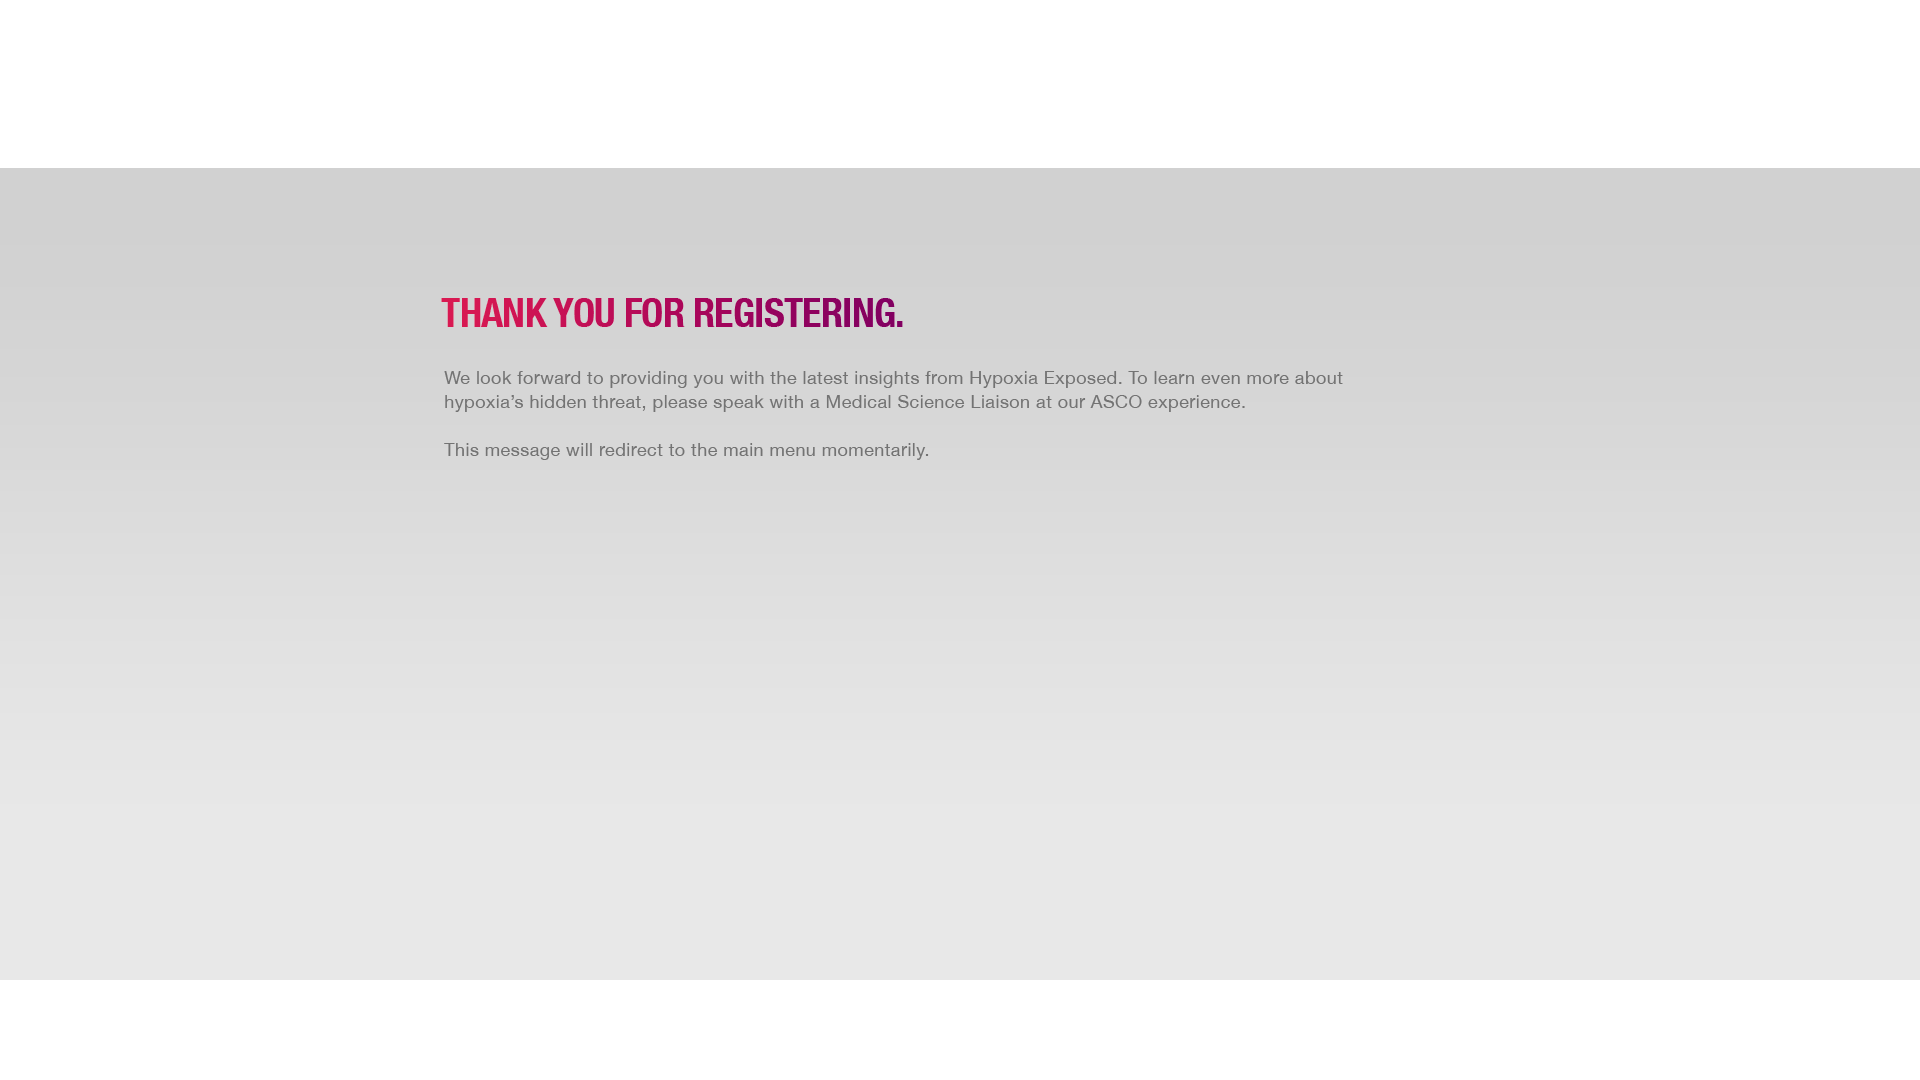 THANK YOU FOR REGISTERING.
We look forward to providing you with the latest insights from Hypoxia Exposed. To learn even more about
hypoxia’s hidden threat, please speak with a Medical Science Liaison at our ASCO experience.
This message will redirect to the main menu momentarily.